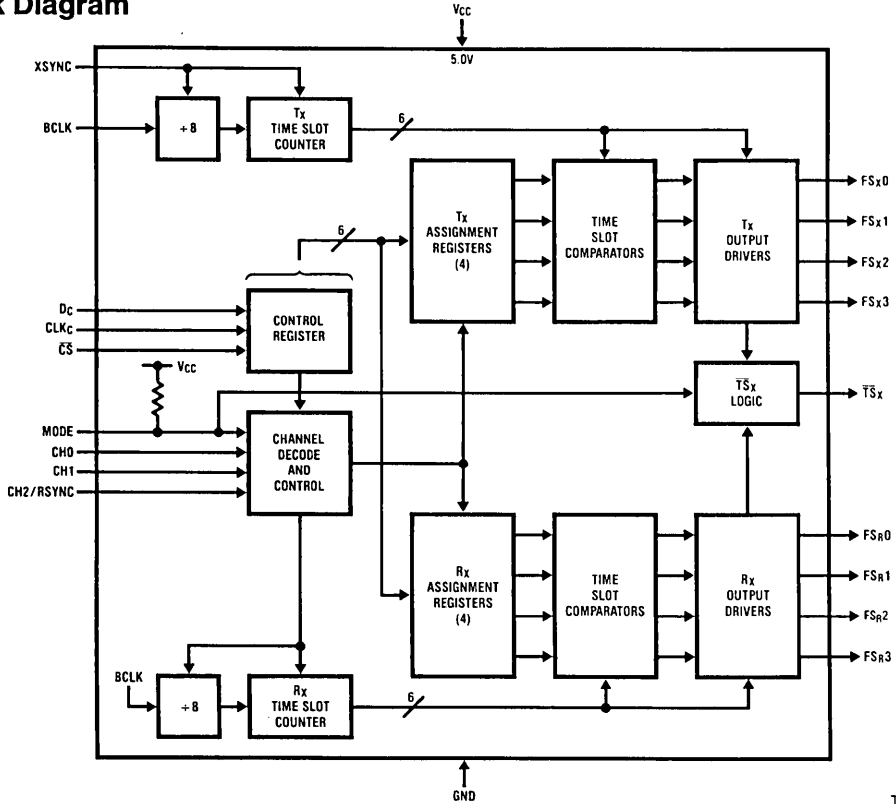 k Diagram
VCC
5.0V
XSYNC
BCLK
÷8
Tx
TIME SLOT
COUNTER
6
Tx
ASSIGNMENT
REGISTERS
(4)
TIME
SLOT
COMPARATORS
Tx
OUTPUT
DRIVERS
FSX0
FSX1
FSX2
FSX3
6
DC
CLKC
C̅S̅
CONTROL
REGISTER
VCC
T̅S̅X
LOGIC
T̅S̅X
MODE
CH0
CH1
CH2/RSYNC
CHANNEL
DECODE
AND
CONTROL
Rx
ASSIGNMENT
REGISTERS
(4)
TIME
SLOT
COMPARATORS
Rx
OUTPUT
DRIVERS
FSR0
FSR1
FSR2
FSR3
BCLK
÷8
Rx
TIME SLOT
COUNTER
6
GND